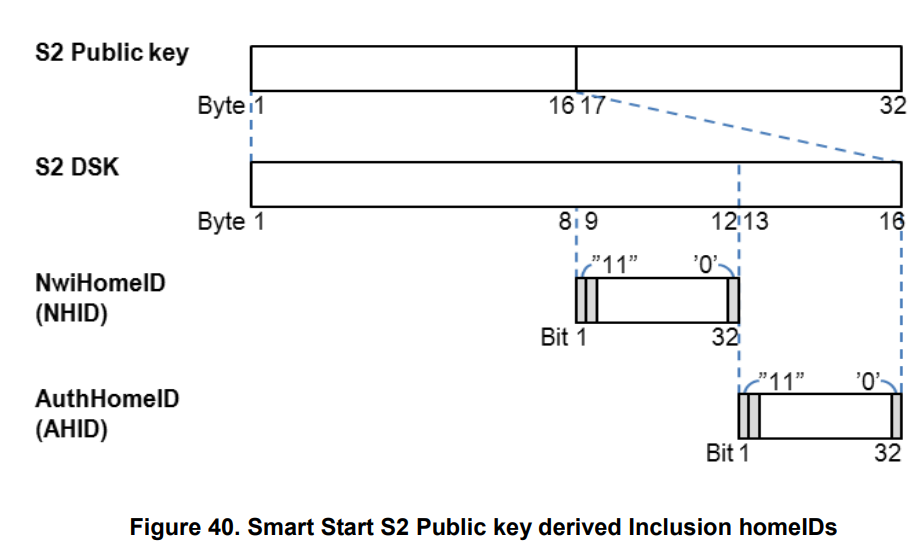 S2 Public key
Byte 1 16 17 32
S2 DSK
Byte 1 8 9 12 13 16
NwiHomeID
(NHID)
”11” ’0’
Bit 1 32
AuthHomeID
(AHID)
”11” ’0’
Bit 1 32
Figure 40. Smart Start S2 Public key derived Inclusion homeIDs